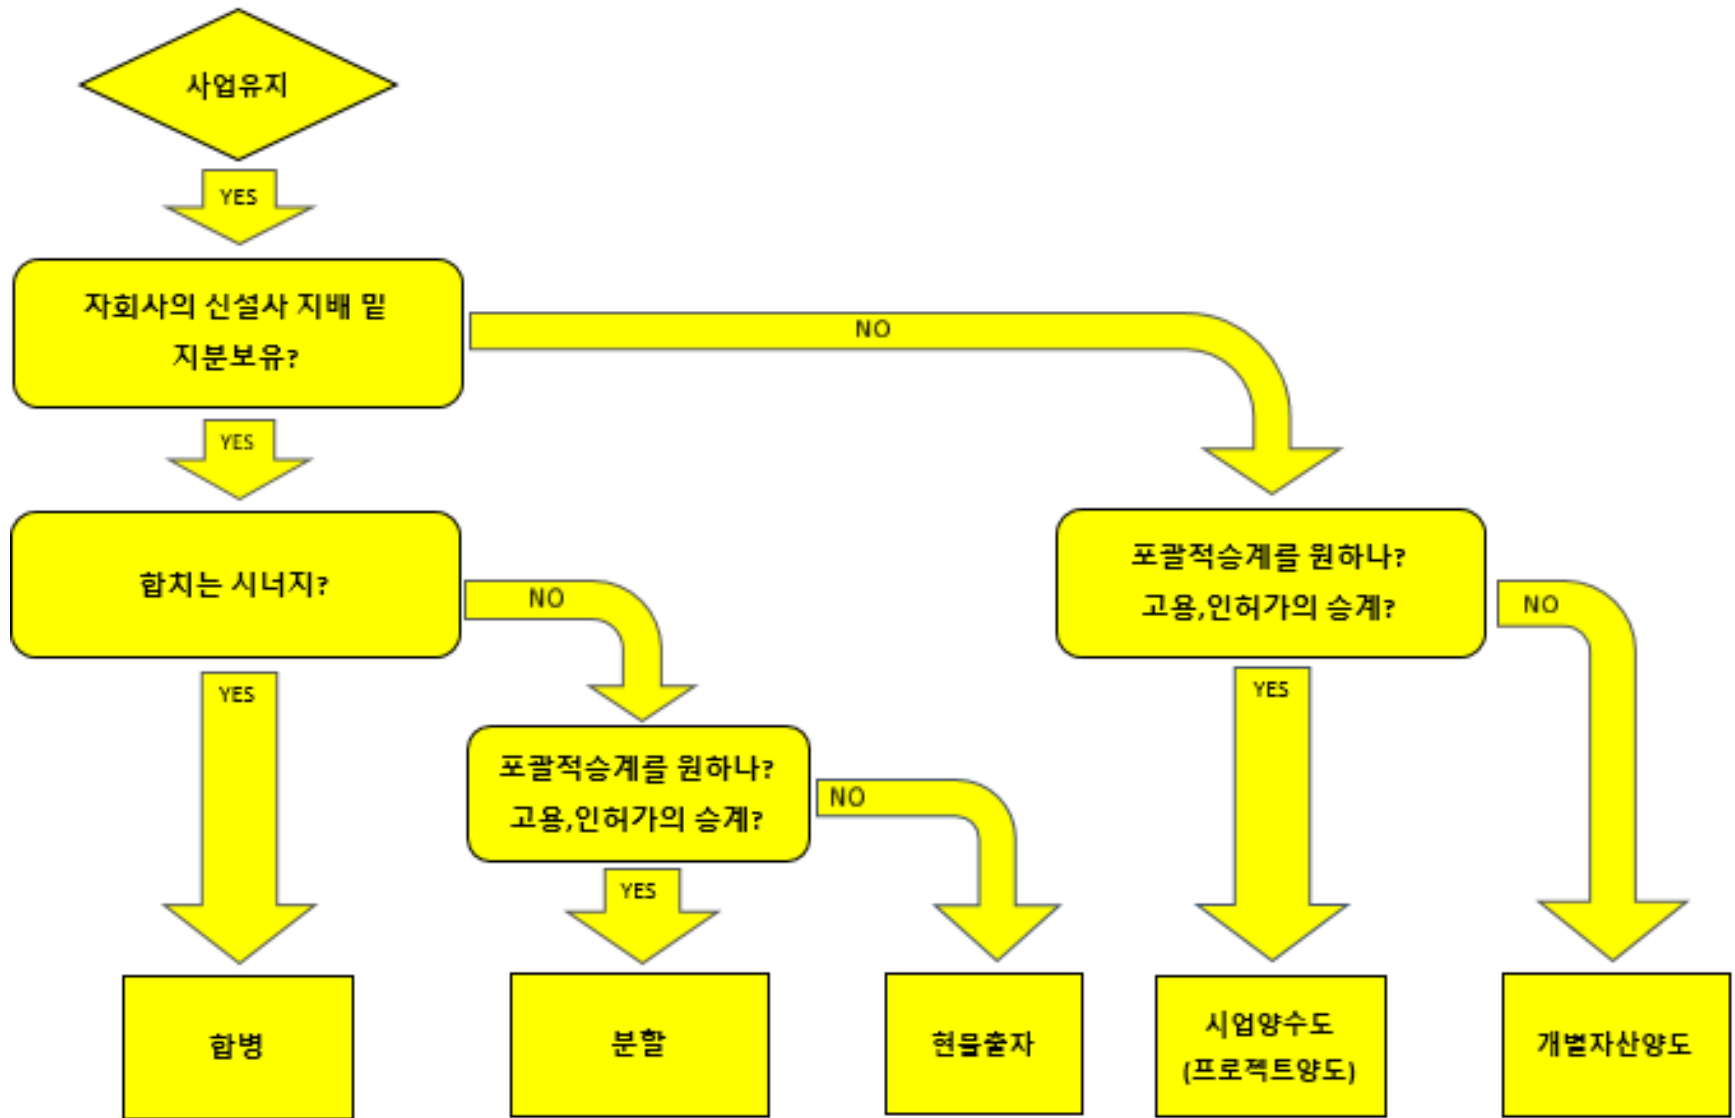 사업유지
YES
자회사의 신설사 지배 밑
지분보유?
NO
YES
합치는 시너지?
NO
포괄적승계를 원하나?
고용,인허가의 승계?
NO
YES
YES
포괄적승계를 원하나?
고용,인허가의 승계?
NO
YES
합병
분할
현물출자
시업양수도
(프로젝트양도)
개별자산양도